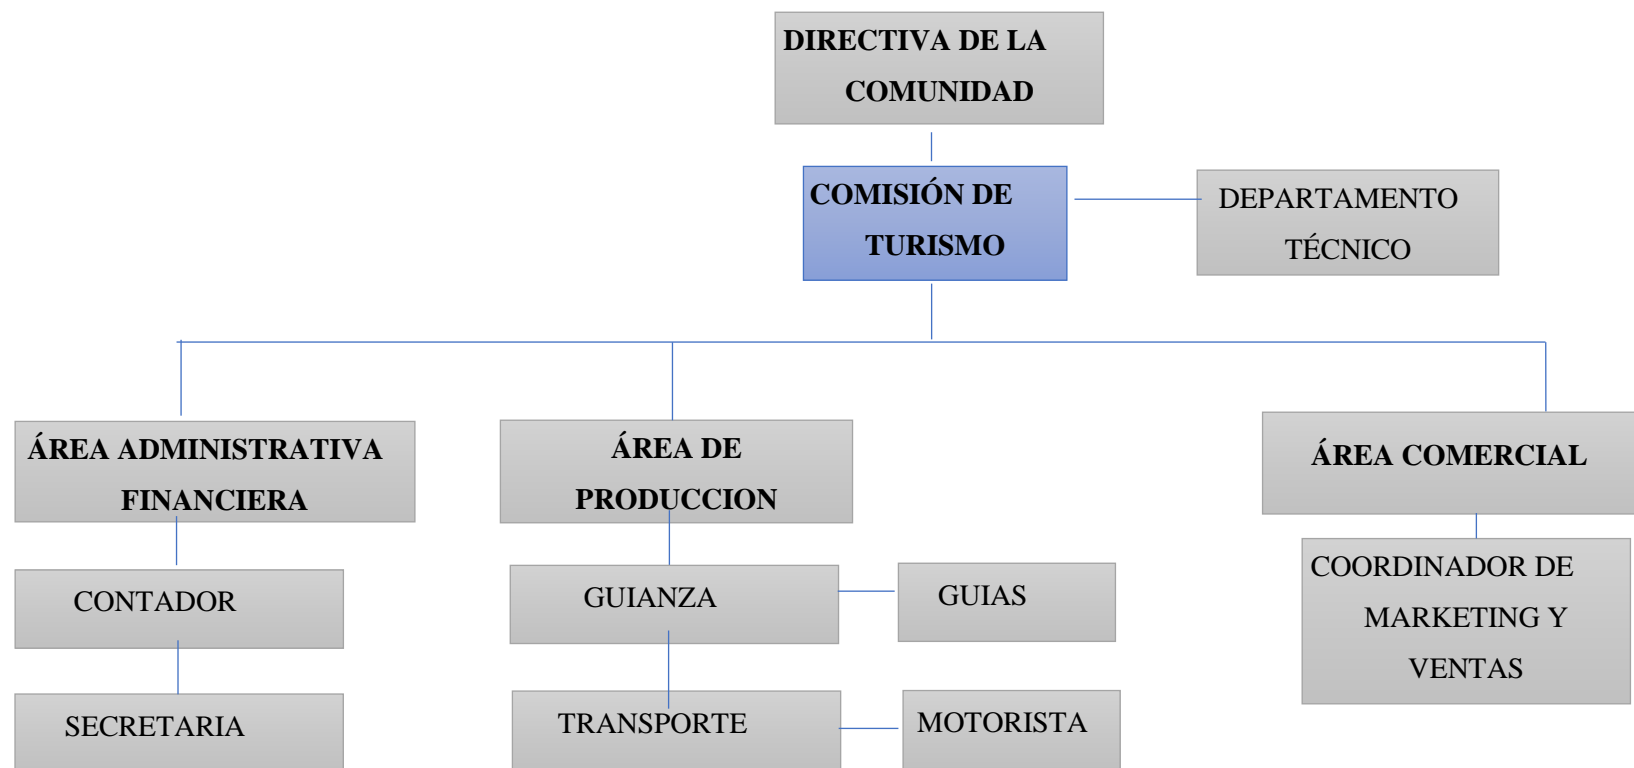 DIRECTIVA DE LA
COMUNIDAD
COMISIÓN DE
TURISMO
DEPARTAMENTO
TÉCNICO
ÁREA ADMINISTRATIVA
FINANCIERA
ÁREA DE
PRODUCCION
ÁREA COMERCIAL
CONTADOR
GUIANZA
GUIAS
COORDINADOR DE
MARKETING Y
VENTAS
SECRETARIA
TRANSPORTE
MOTORISTA